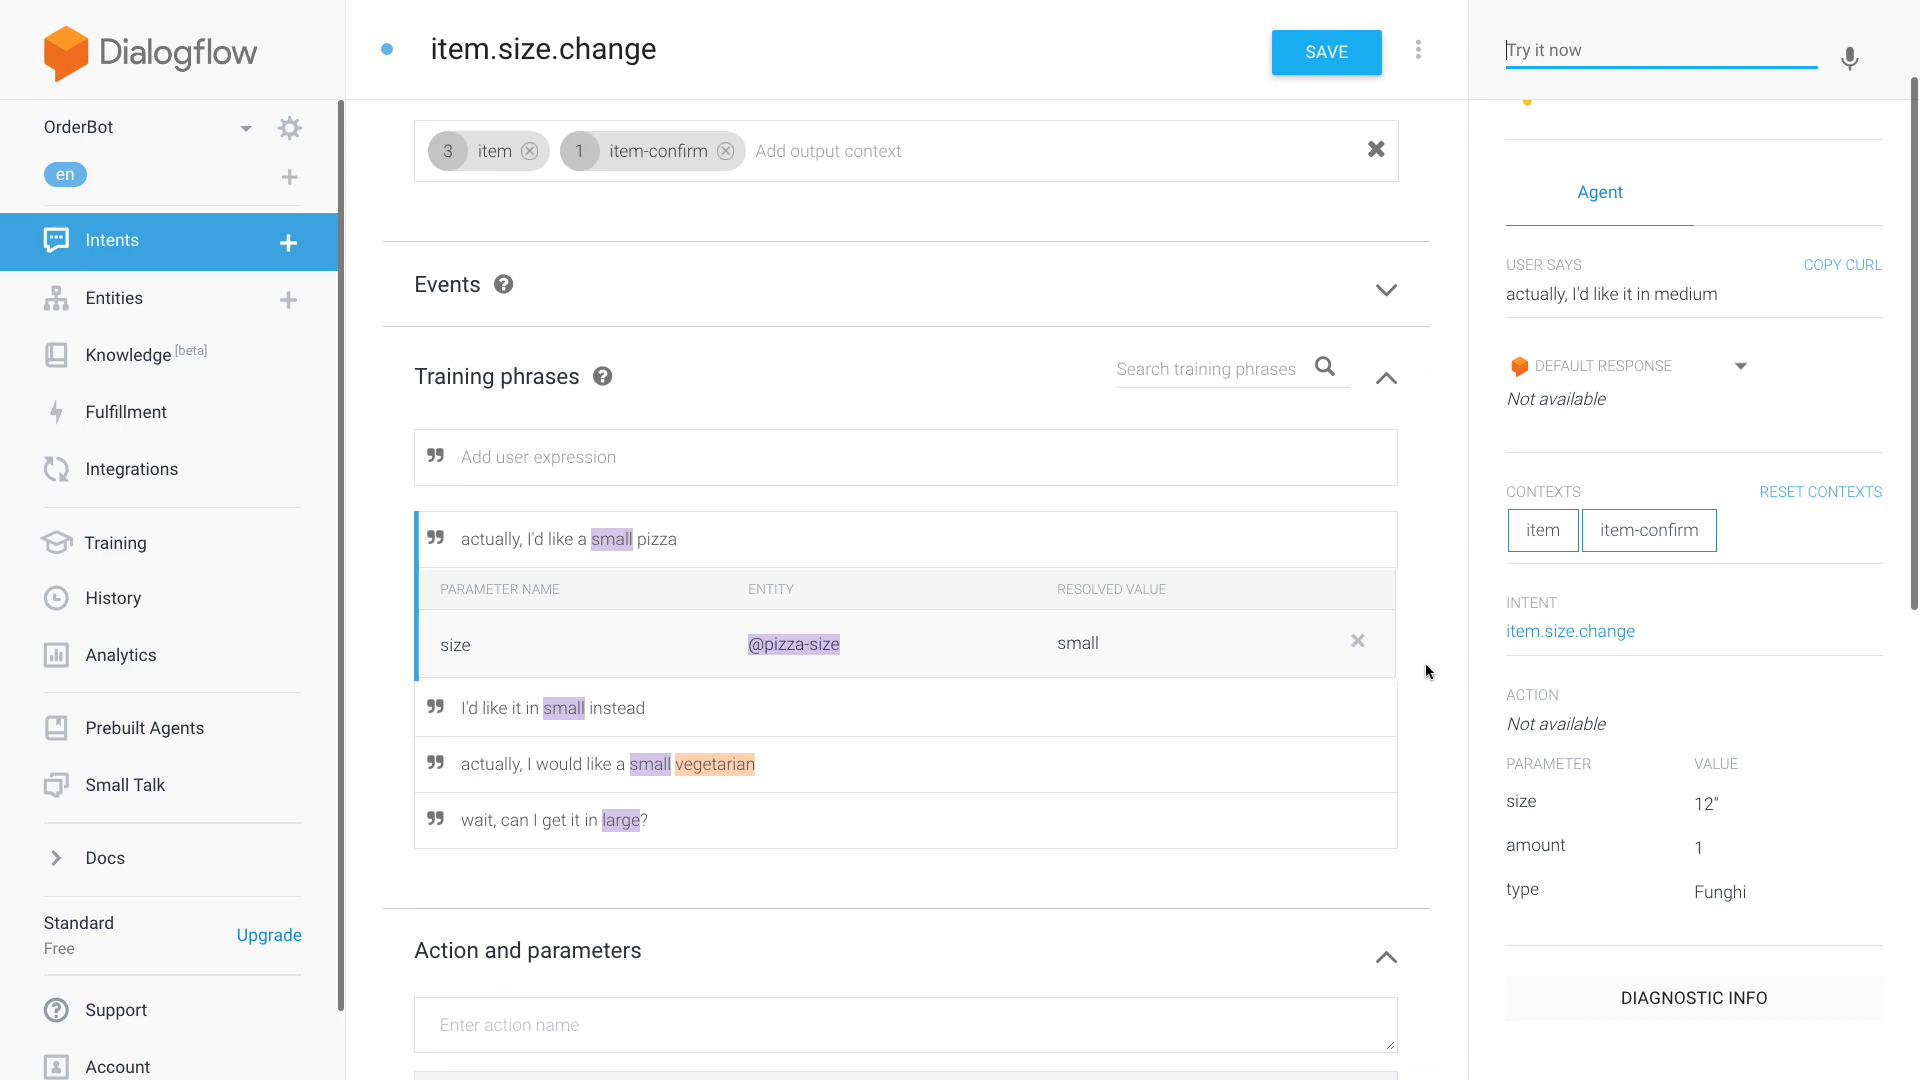 Dialogflow
OrderBot
en
Intents
Entities
Knowledge [beta]
Fulfillment
Integrations
Training
History
Analytics
Prebuilt Agents
Small Talk
Docs
Standard
Free
Upgrade
Support
Account
item.size.change
SAVE
3 item 1 item-confirm Add output context
Events
Training phrases
Search training phrases
Add user expression
actually, I'd like a small pizza
PARAMETER NAME ENTITY RESOLVED VALUE
size @pizza-size small
I'd like it in small instead
actually, I would like a small vegetarian
wait, can I get it in large?
Action and parameters
Enter action name
Try it now
Agent
USER SAYS COPY CURL
actually, I'd like it in medium
DEFAULT RESPONSE
Not available
CONTEXTS RESET CONTEXTS
item item-confirm
INTENT
item.size.change
ACTION
Not available
PARAMETER VALUE
size 12"
amount 1
type Funghi
DIAGNOSTIC INFO